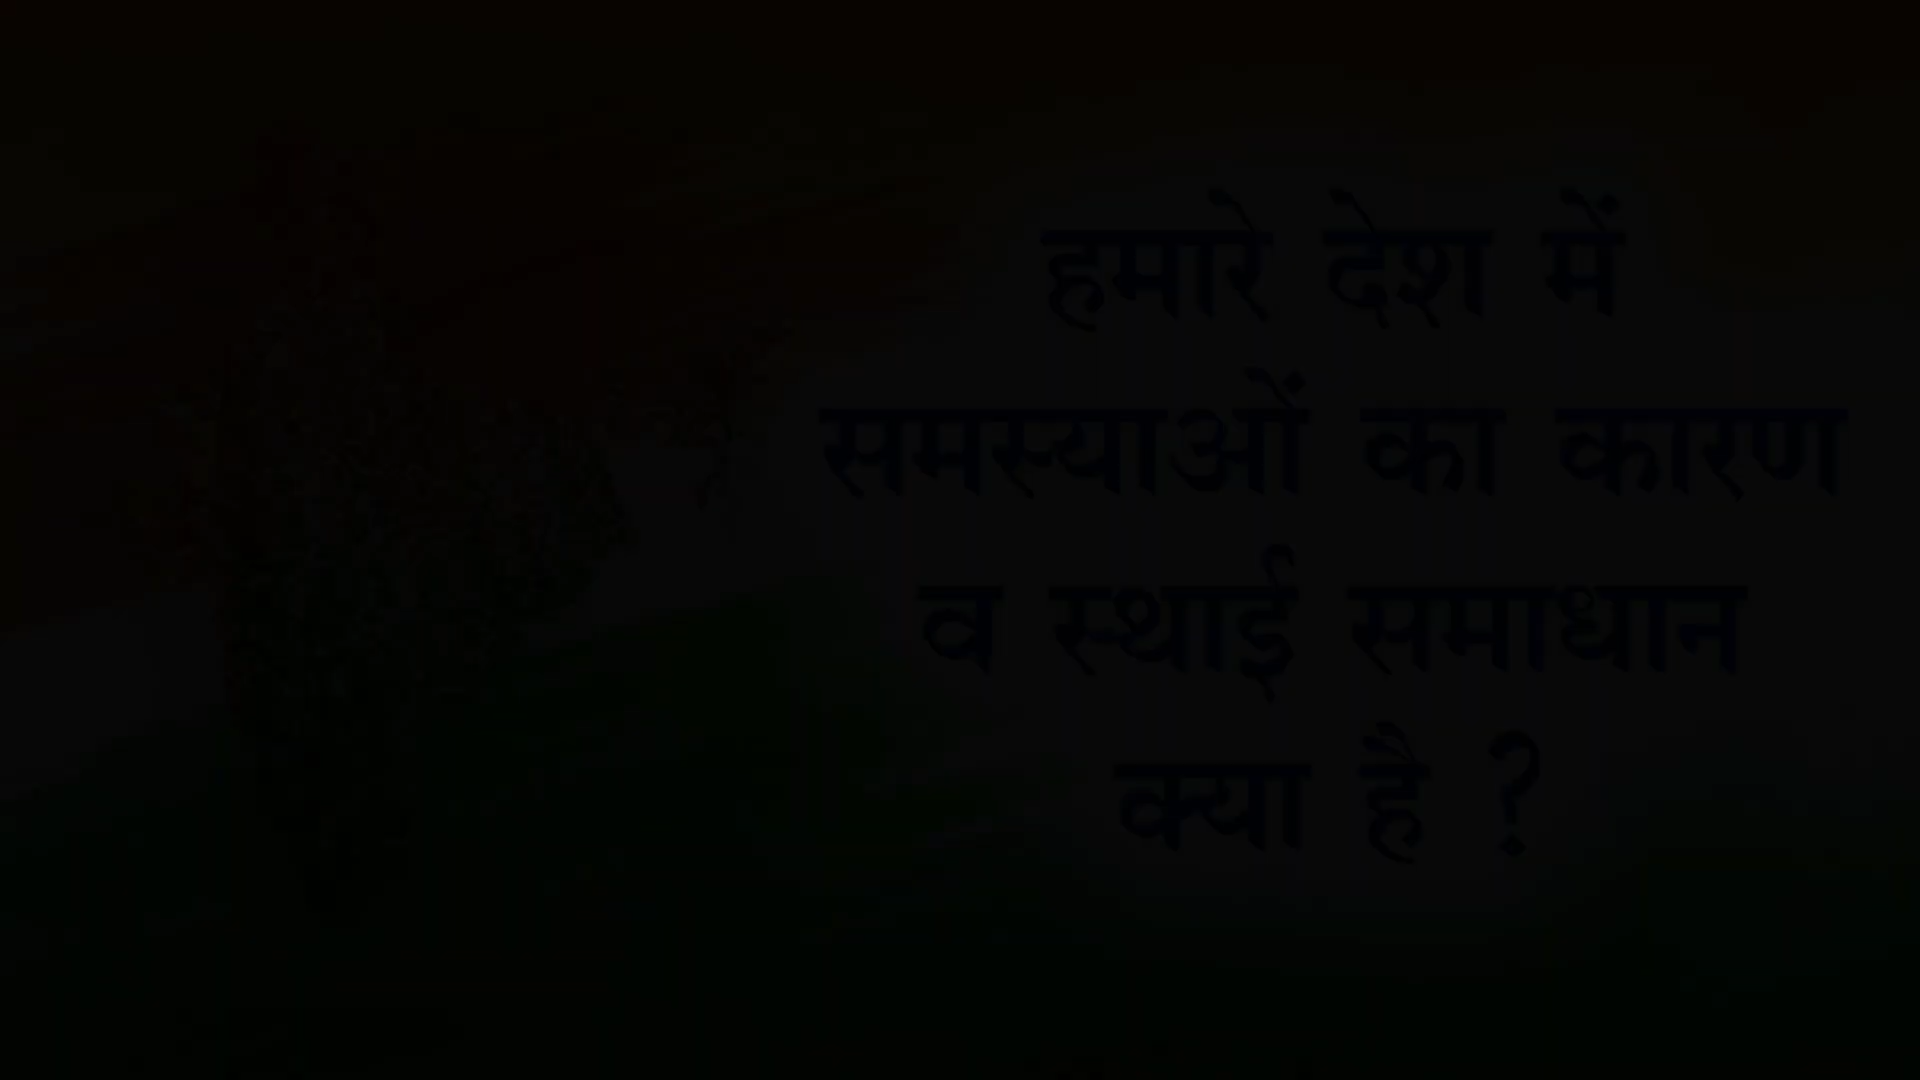 हमारे देश में
समस्याओं का कारण
व स्थाई समाधान
क्या है ?